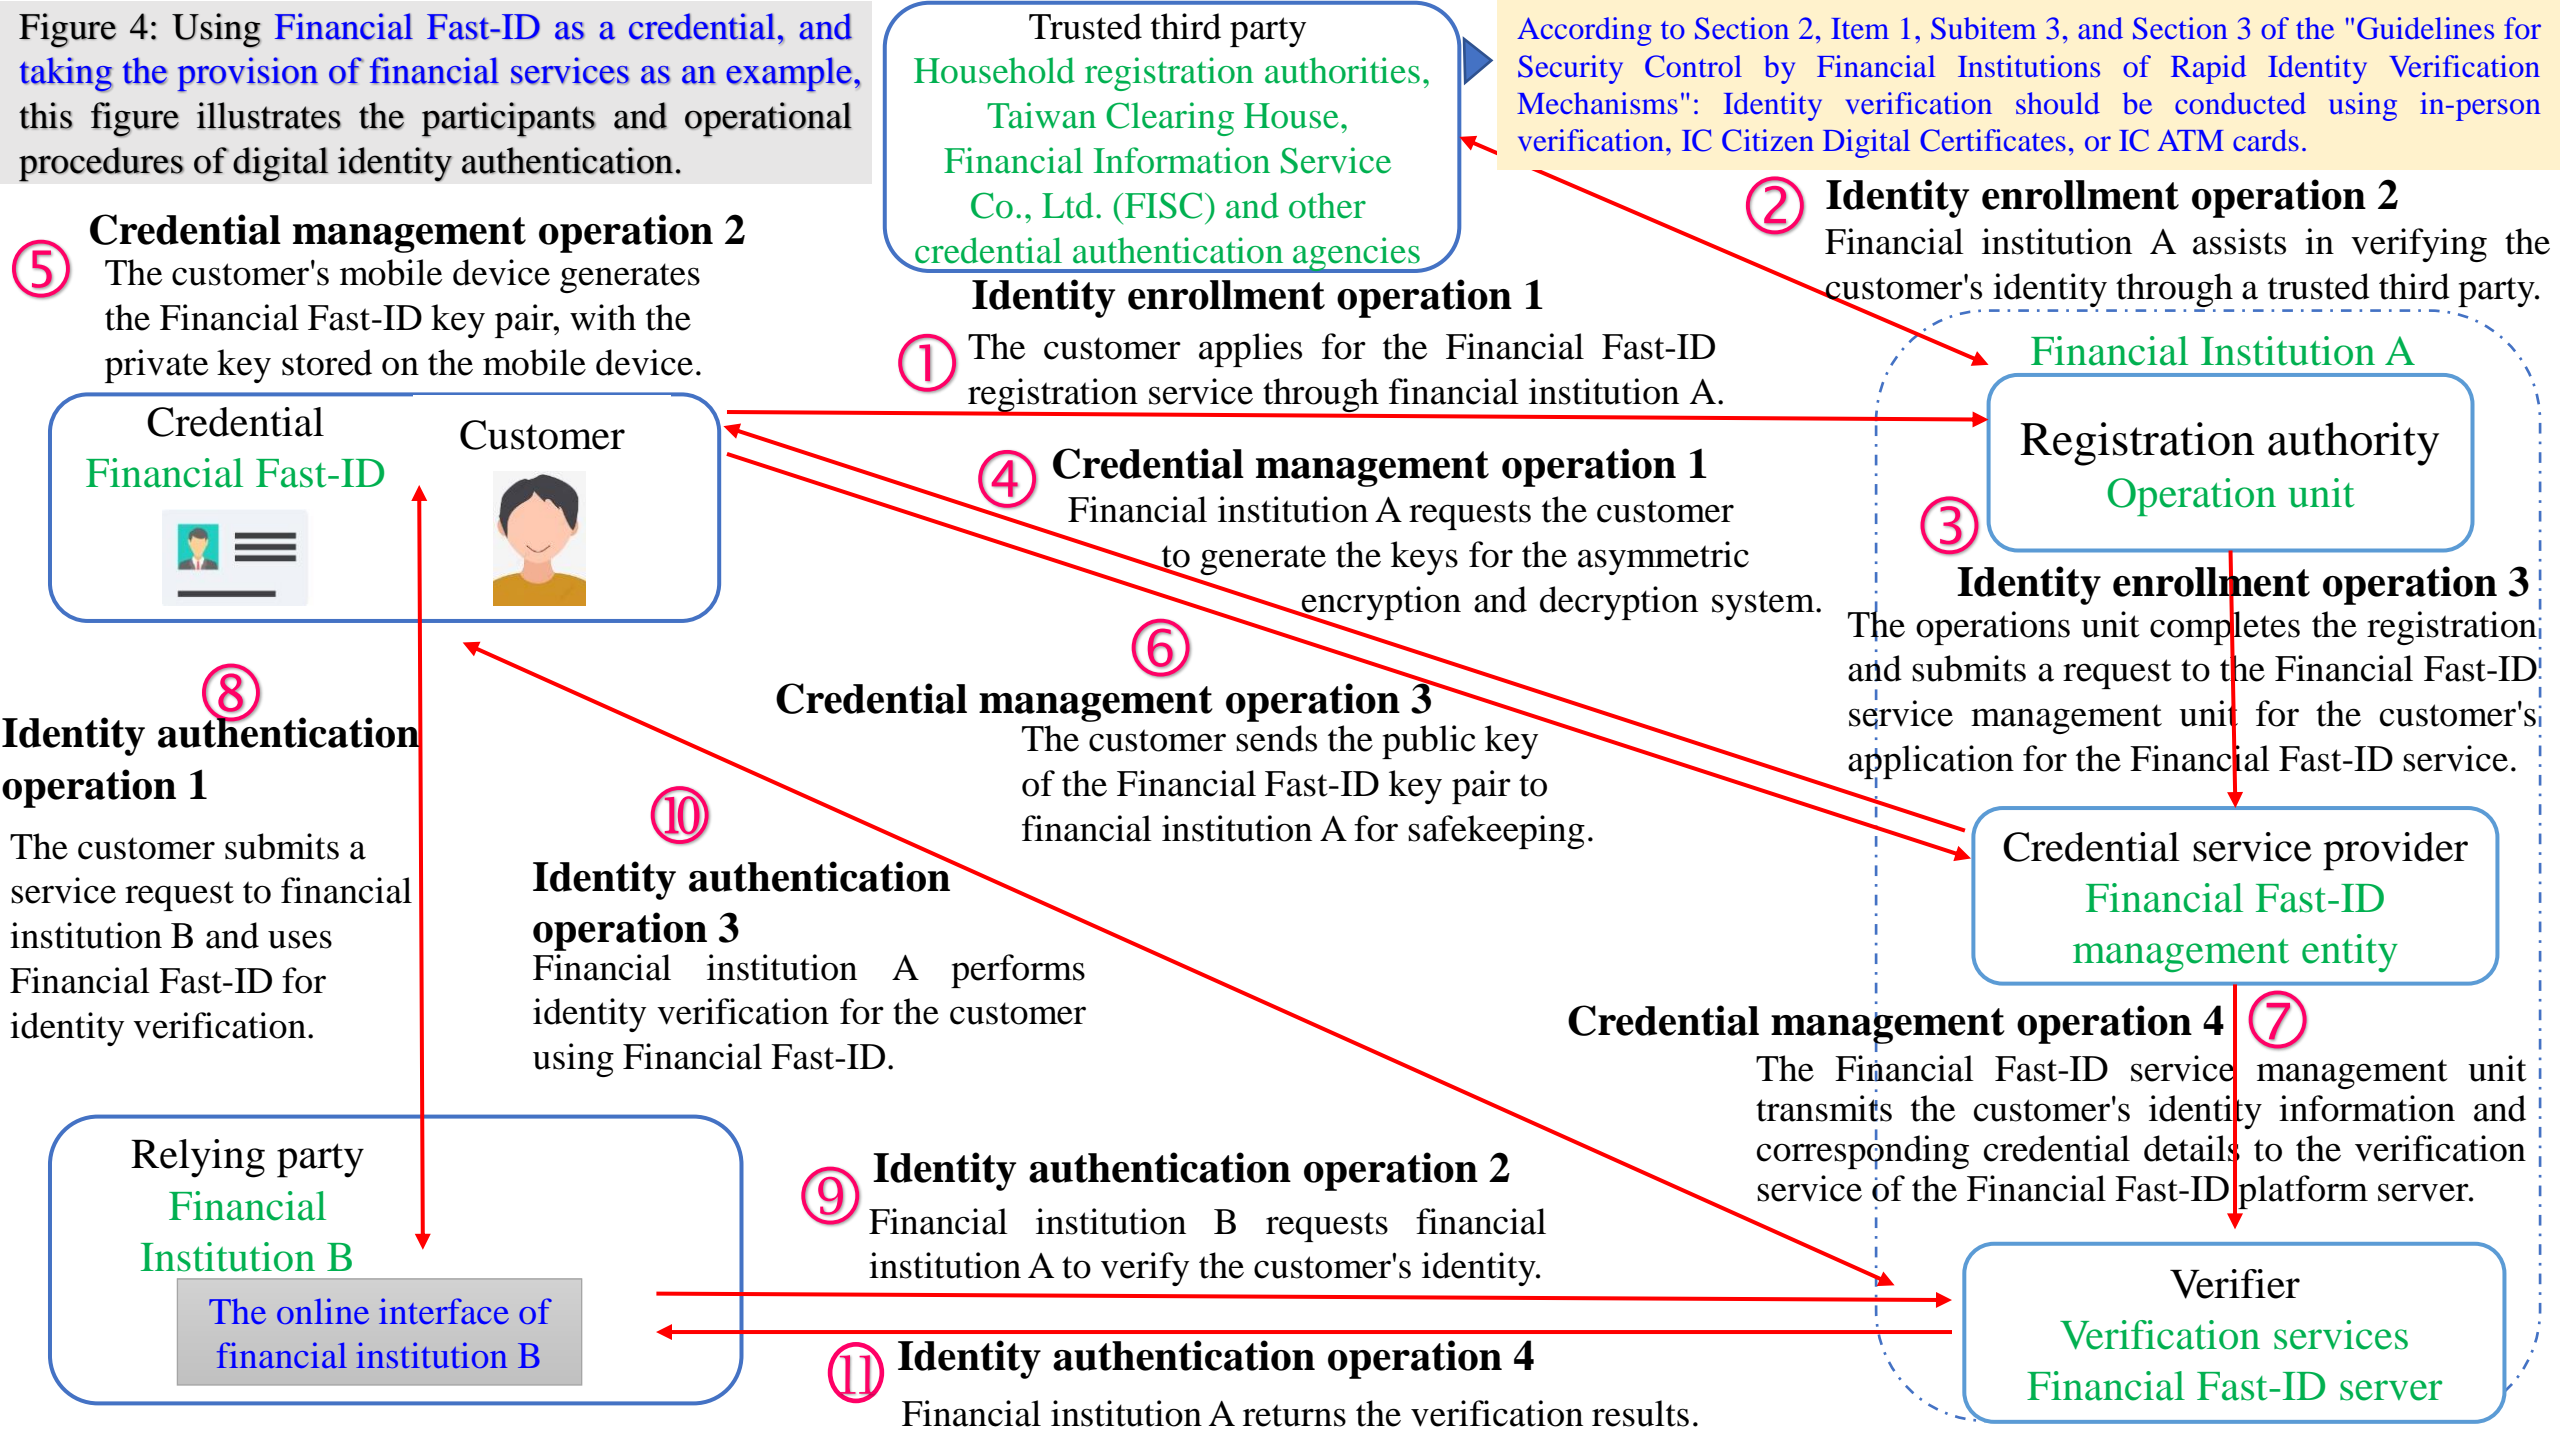 Figure 4: Using Financial Fast-ID as a credential, and
taking the provision of financial services as an example,
this figure illustrates the participants and operational
procedures of digital identity authentication.
Trusted third party
Household registration authorities,
Taiwan Clearing House,
Financial Information Service
Co., Ltd. (FISC) and other
credential authentication agencies
According to Section 2, Item 1, Subitem 3, and Section 3 of the "Guidelines for
Security Control by Financial Institutions of Rapid Identity Verification
Mechanisms": Identity verification should be conducted using in-person
verification, IC Citizen Digital Certificates, or IC ATM cards.
②
Identity enrollment operation 2
Financial institution A assists in verifying the
customer's identity through a trusted third party.
⑤
Credential management operation 2
The customer's mobile device generates
the Financial Fast-ID key pair, with the
private key stored on the mobile device.
Identity enrollment operation 1
①
The customer applies for the Financial Fast-ID
registration service through financial institution A.
Financial Institution A
Registration authority
Operation unit
Credential
Financial Fast-ID
Customer
④
Credential management operation 1
Financial institution A requests the customer
to generate the keys for the asymmetric
encryption and decryption system.
③
Identity enrollment operation 3
The operations unit completes the registration
and submits a request to the Financial Fast-ID
service management unit for the customer's
application for the Financial Fast-ID service.
⑥
Credential management operation 3
The customer sends the public key
of the Financial Fast-ID key pair to
financial institution A for safekeeping.
⑧
Identity authentication
operation 1
The customer submits a
service request to financial
institution B and uses
Financial Fast-ID for
identity verification.
⑩
Identity authentication
operation 3
Financial institution A performs
identity verification for the customer
using Financial Fast-ID.
Credential service provider
Financial Fast-ID
management entity
Credential management operation 4
⑦
The Financial Fast-ID service management unit
transmits the customer's identity information and
corresponding credential details to the verification
service of the Financial Fast-ID platform server.
Relying party
Financial
Institution B
The online interface of
financial institution B
⑨
Identity authentication operation 2
Financial institution B requests financial
institution A to verify the customer's identity.
⑪
Identity authentication operation 4
Financial institution A returns the verification results.
Verifier
Verification services
Financial Fast-ID server